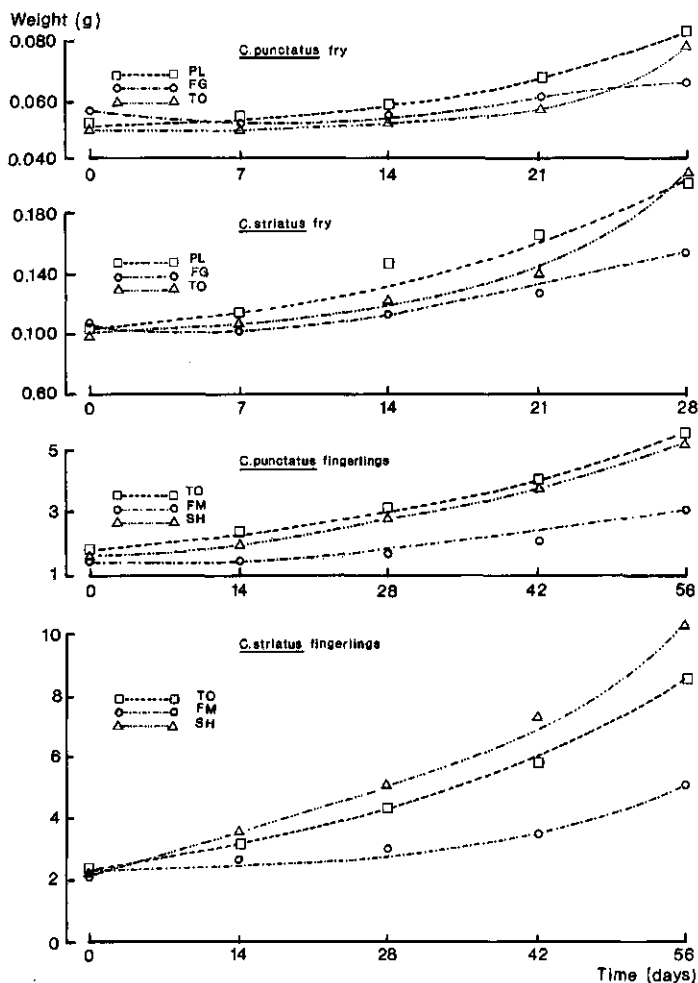 Weight (g)
0.080
0.060
0.040
C.punctatus fry
PL
FG
TO
0 7 14 21 28
0.180
0.140
0.100
0.60
C.striatus fry
PL
FG
TO
0 7 14 21 28
5
3
1
C.punctatus fingerlings
TO
FM
SH
0 14 28 42 56
10
8
6
4
2
0
C.striatus fingerlings
TO
FM
SH
0 14 28 42 56
Time (days)